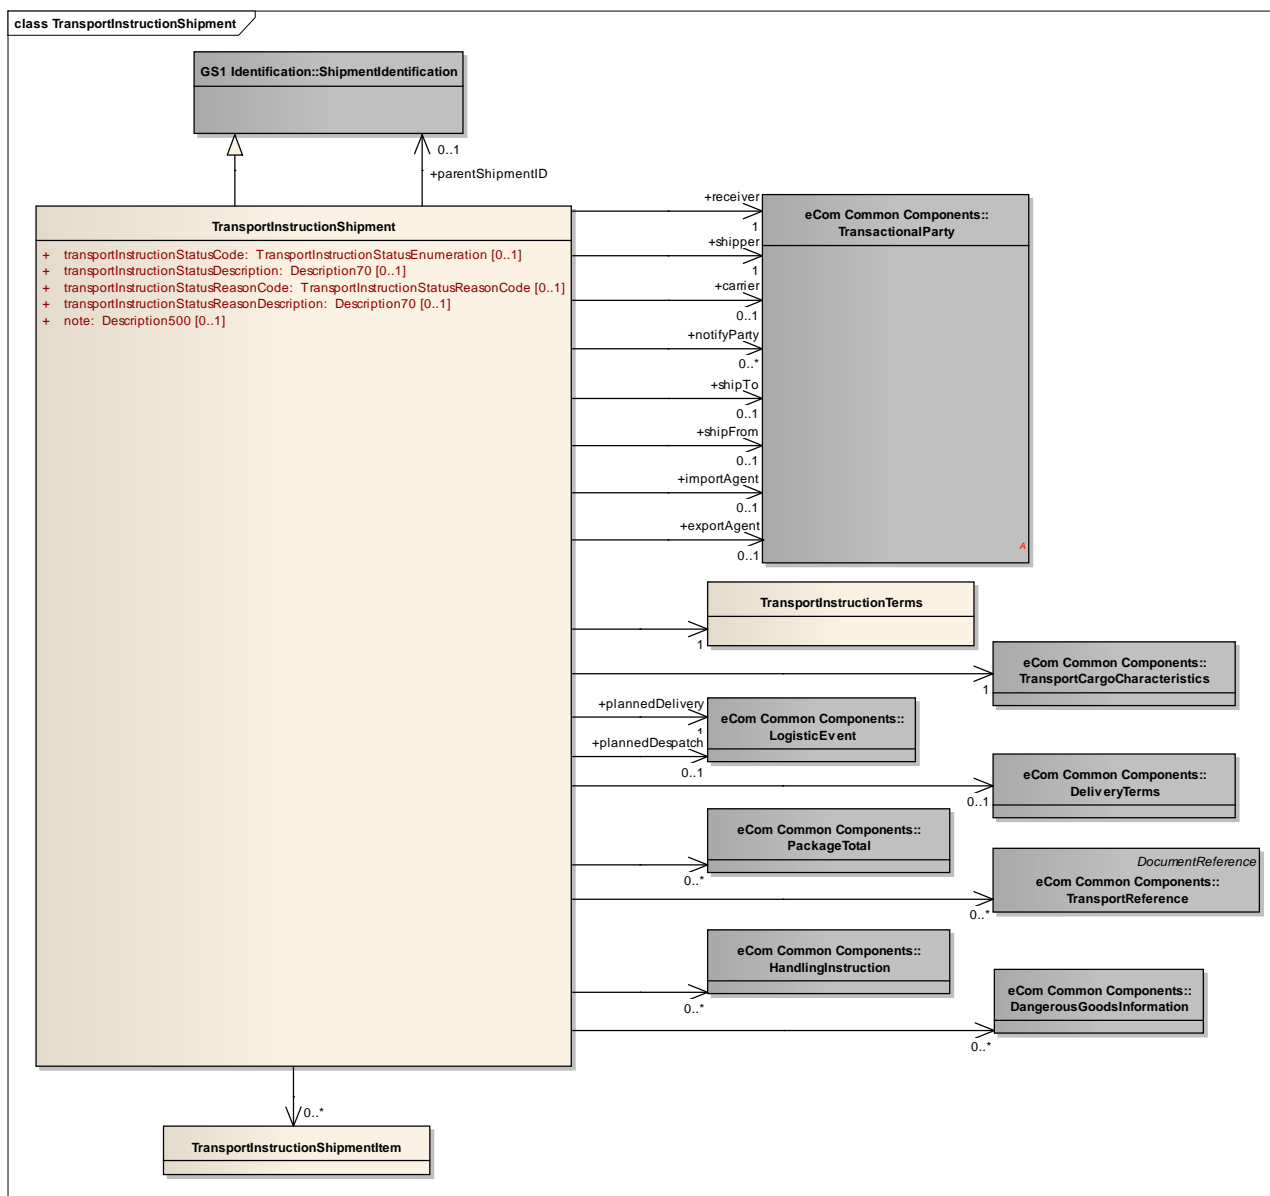 class TransportInstructionShipment
GS1 Identification::ShipmentIdentification
0..1
+parentShipmentID
TransportInstructionShipment
+ transportInstructionStatusCode: TransportInstructionStatusEnumeration [0..1]
+ transportInstructionStatusDescription: Description70 [0..1]
+ transportInstructionStatusReasonCode: TransportInstructionStatusReasonCode [0..1]
+ transportInstructionStatusReasonDescription: Description70 [0..1]
+ note: Description500 [0..1]
+receiver
1
+shipper
1
+carrier
0..1
+notifyParty
0..*
+shipTo
0..1
+shipFrom
0..1
+importAgent
0..1
+exportAgent
0..1
eCom Common Components::
TransactionalParty
A
TransportInstructionTerms
1
eCom Common Components::
TransportCargoCharacteristics
1
+plannedDelivery
1
+plannedDespatch
0..1
eCom Common Components::
LogisticEvent
eCom Common Components::
DeliveryTerms
0..1
eCom Common Components::
PackageTotal
0..*
DocumentReference
eCom Common Components::
TransportReference
0..*
eCom Common Components::
HandlingInstruction
0..*
eCom Common Components::
DangerousGoodsInformation
0..*
0..*
TransportInstructionShipmentItem